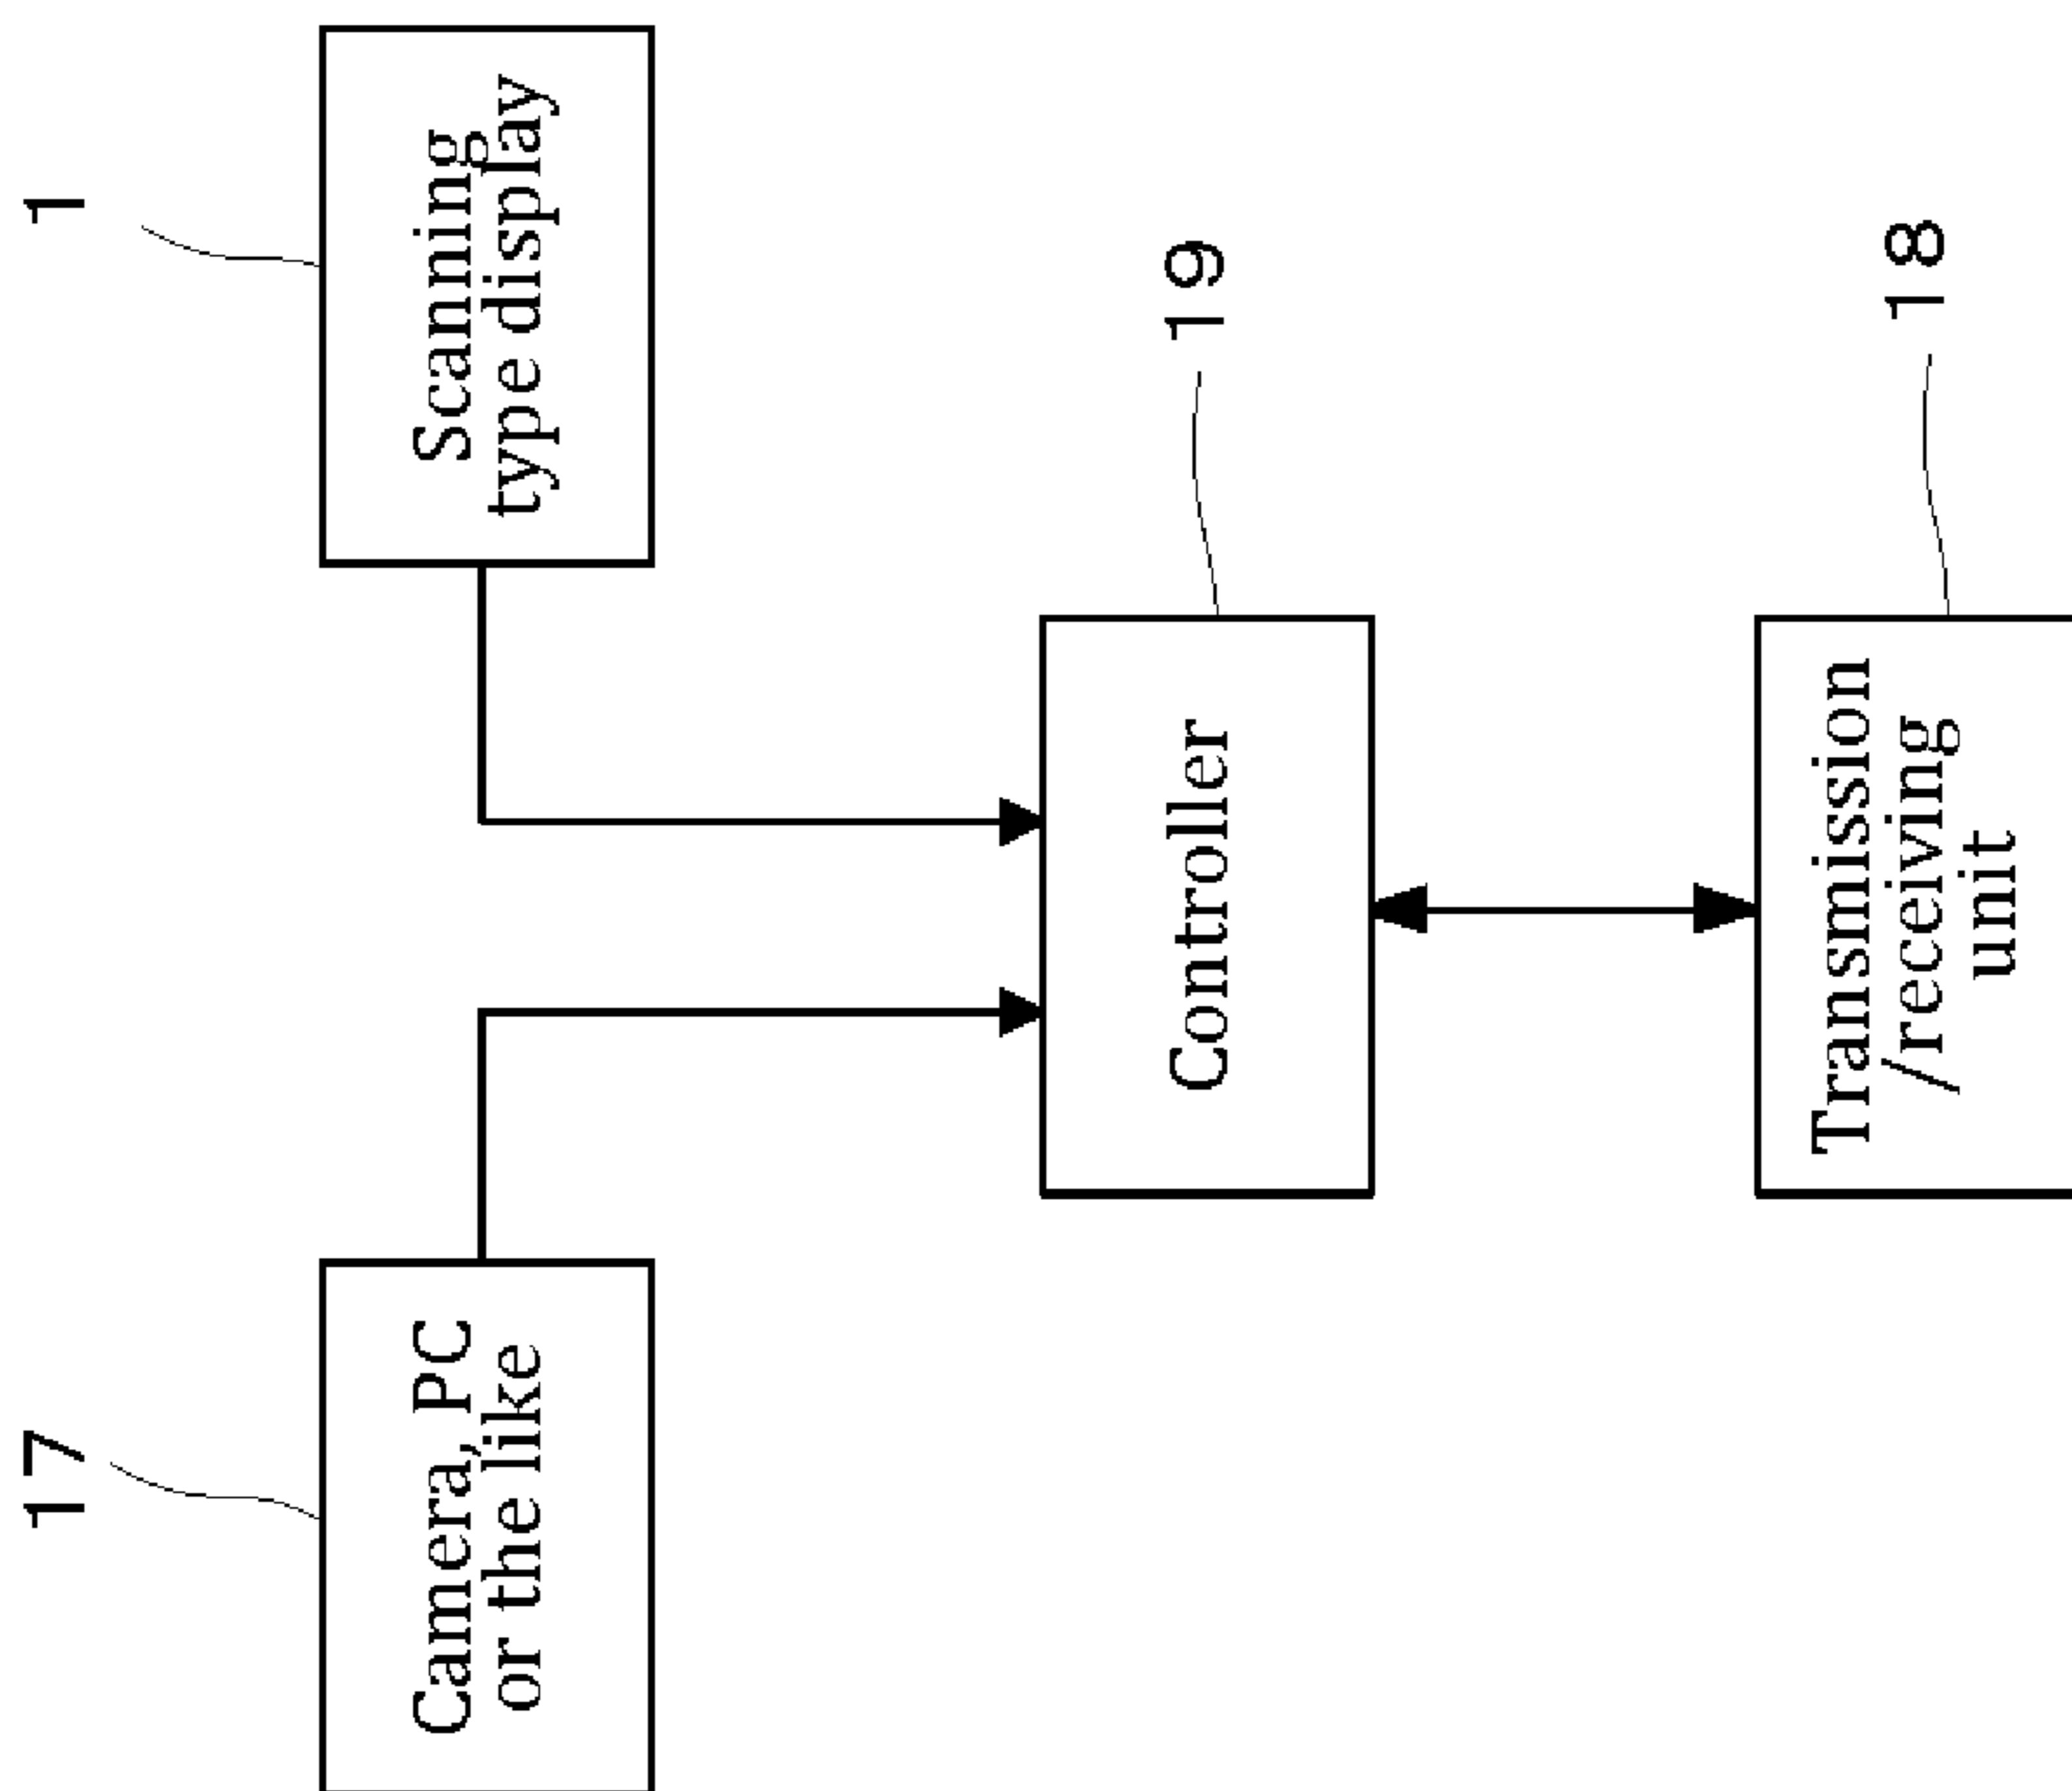 17
Camera, PC
or the like
1
Scanning
type display
19
Controller
18
Transmission
/receiving
unit